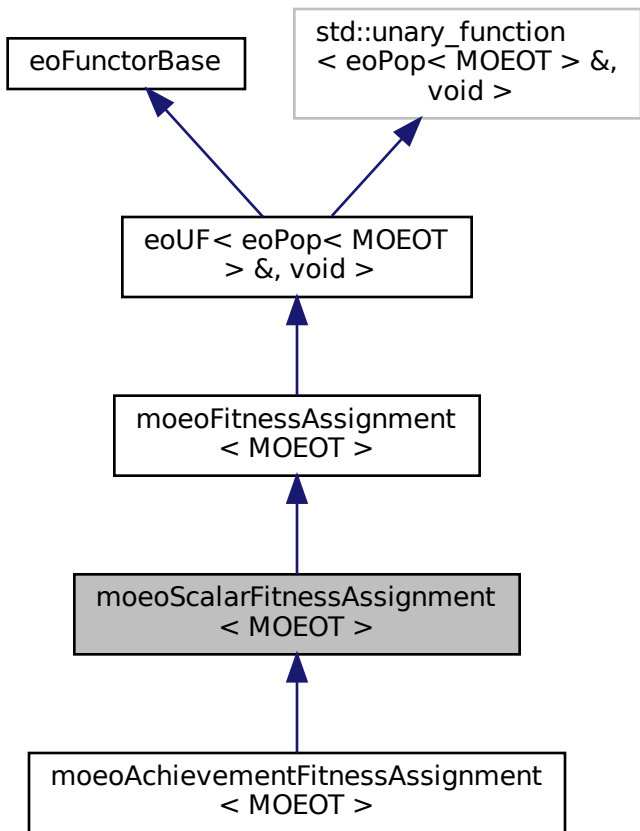 eoFunctorBase
std::unary_function
< eoPop< MOEOT > &,
void >
eoUF< eoPop< MOEOT
> &, void >
moeoFitnessAssignment
< MOEOT >
moeoScalarFitnessAssignment
< MOEOT >
moeoAchievementFitnessAssignment
< MOEOT >